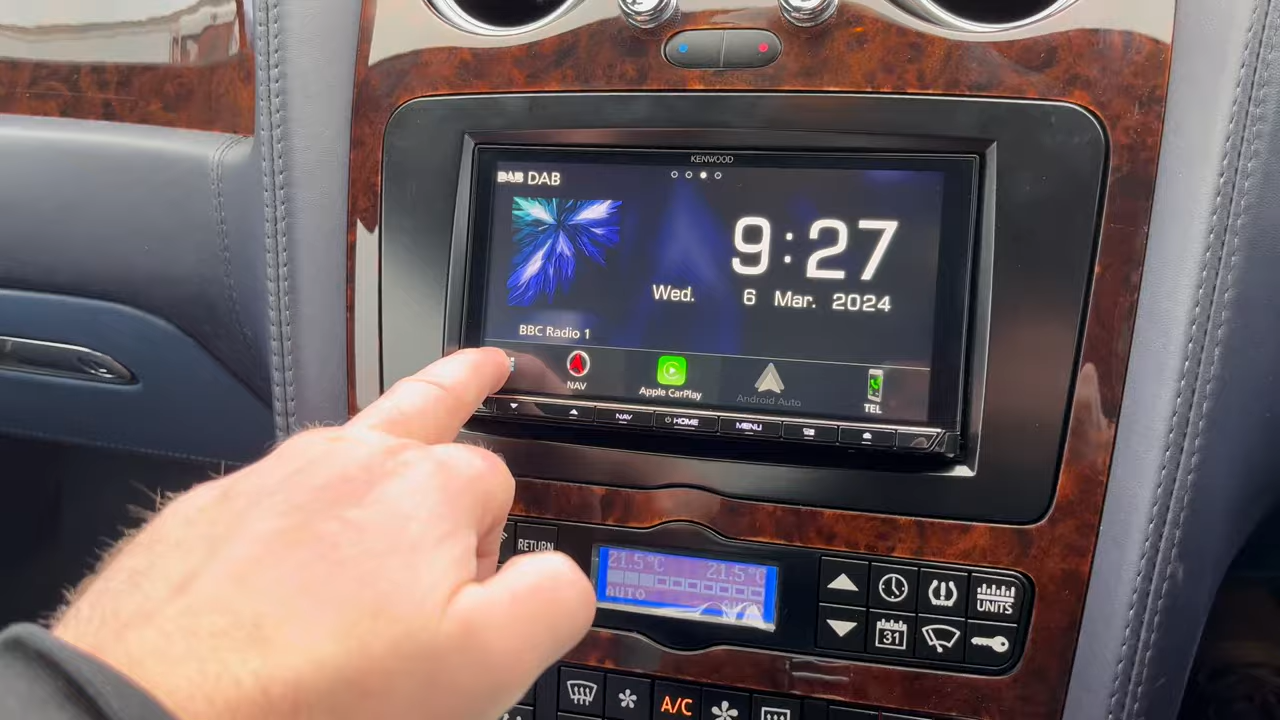 KENWOOD
DAB DAB
9:27
Wed. 6 Mar. 2024
BBC Radio 1
NAV
Apple CarPlay
Android Auto
TEL
NAV
HOME
MENU
RETURN
21.5°C 21.5°C
AUTO
UNITS
31
A/C